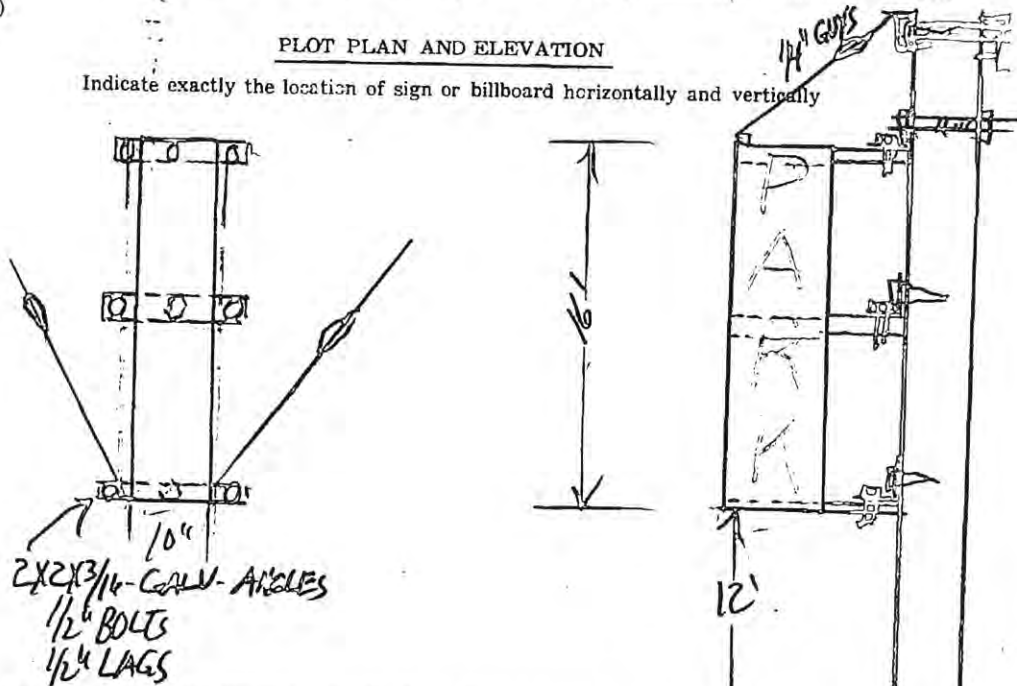 PLOT PLAN AND ELEVATION
Indicate exactly the location of sign or billboard horizontally and vertically
1/4" GUYS
16'
P
A
R
K
10"
2X2X3/16-GALV-ANGLES
1/2" BOLTS
1/2" LAGS
12'